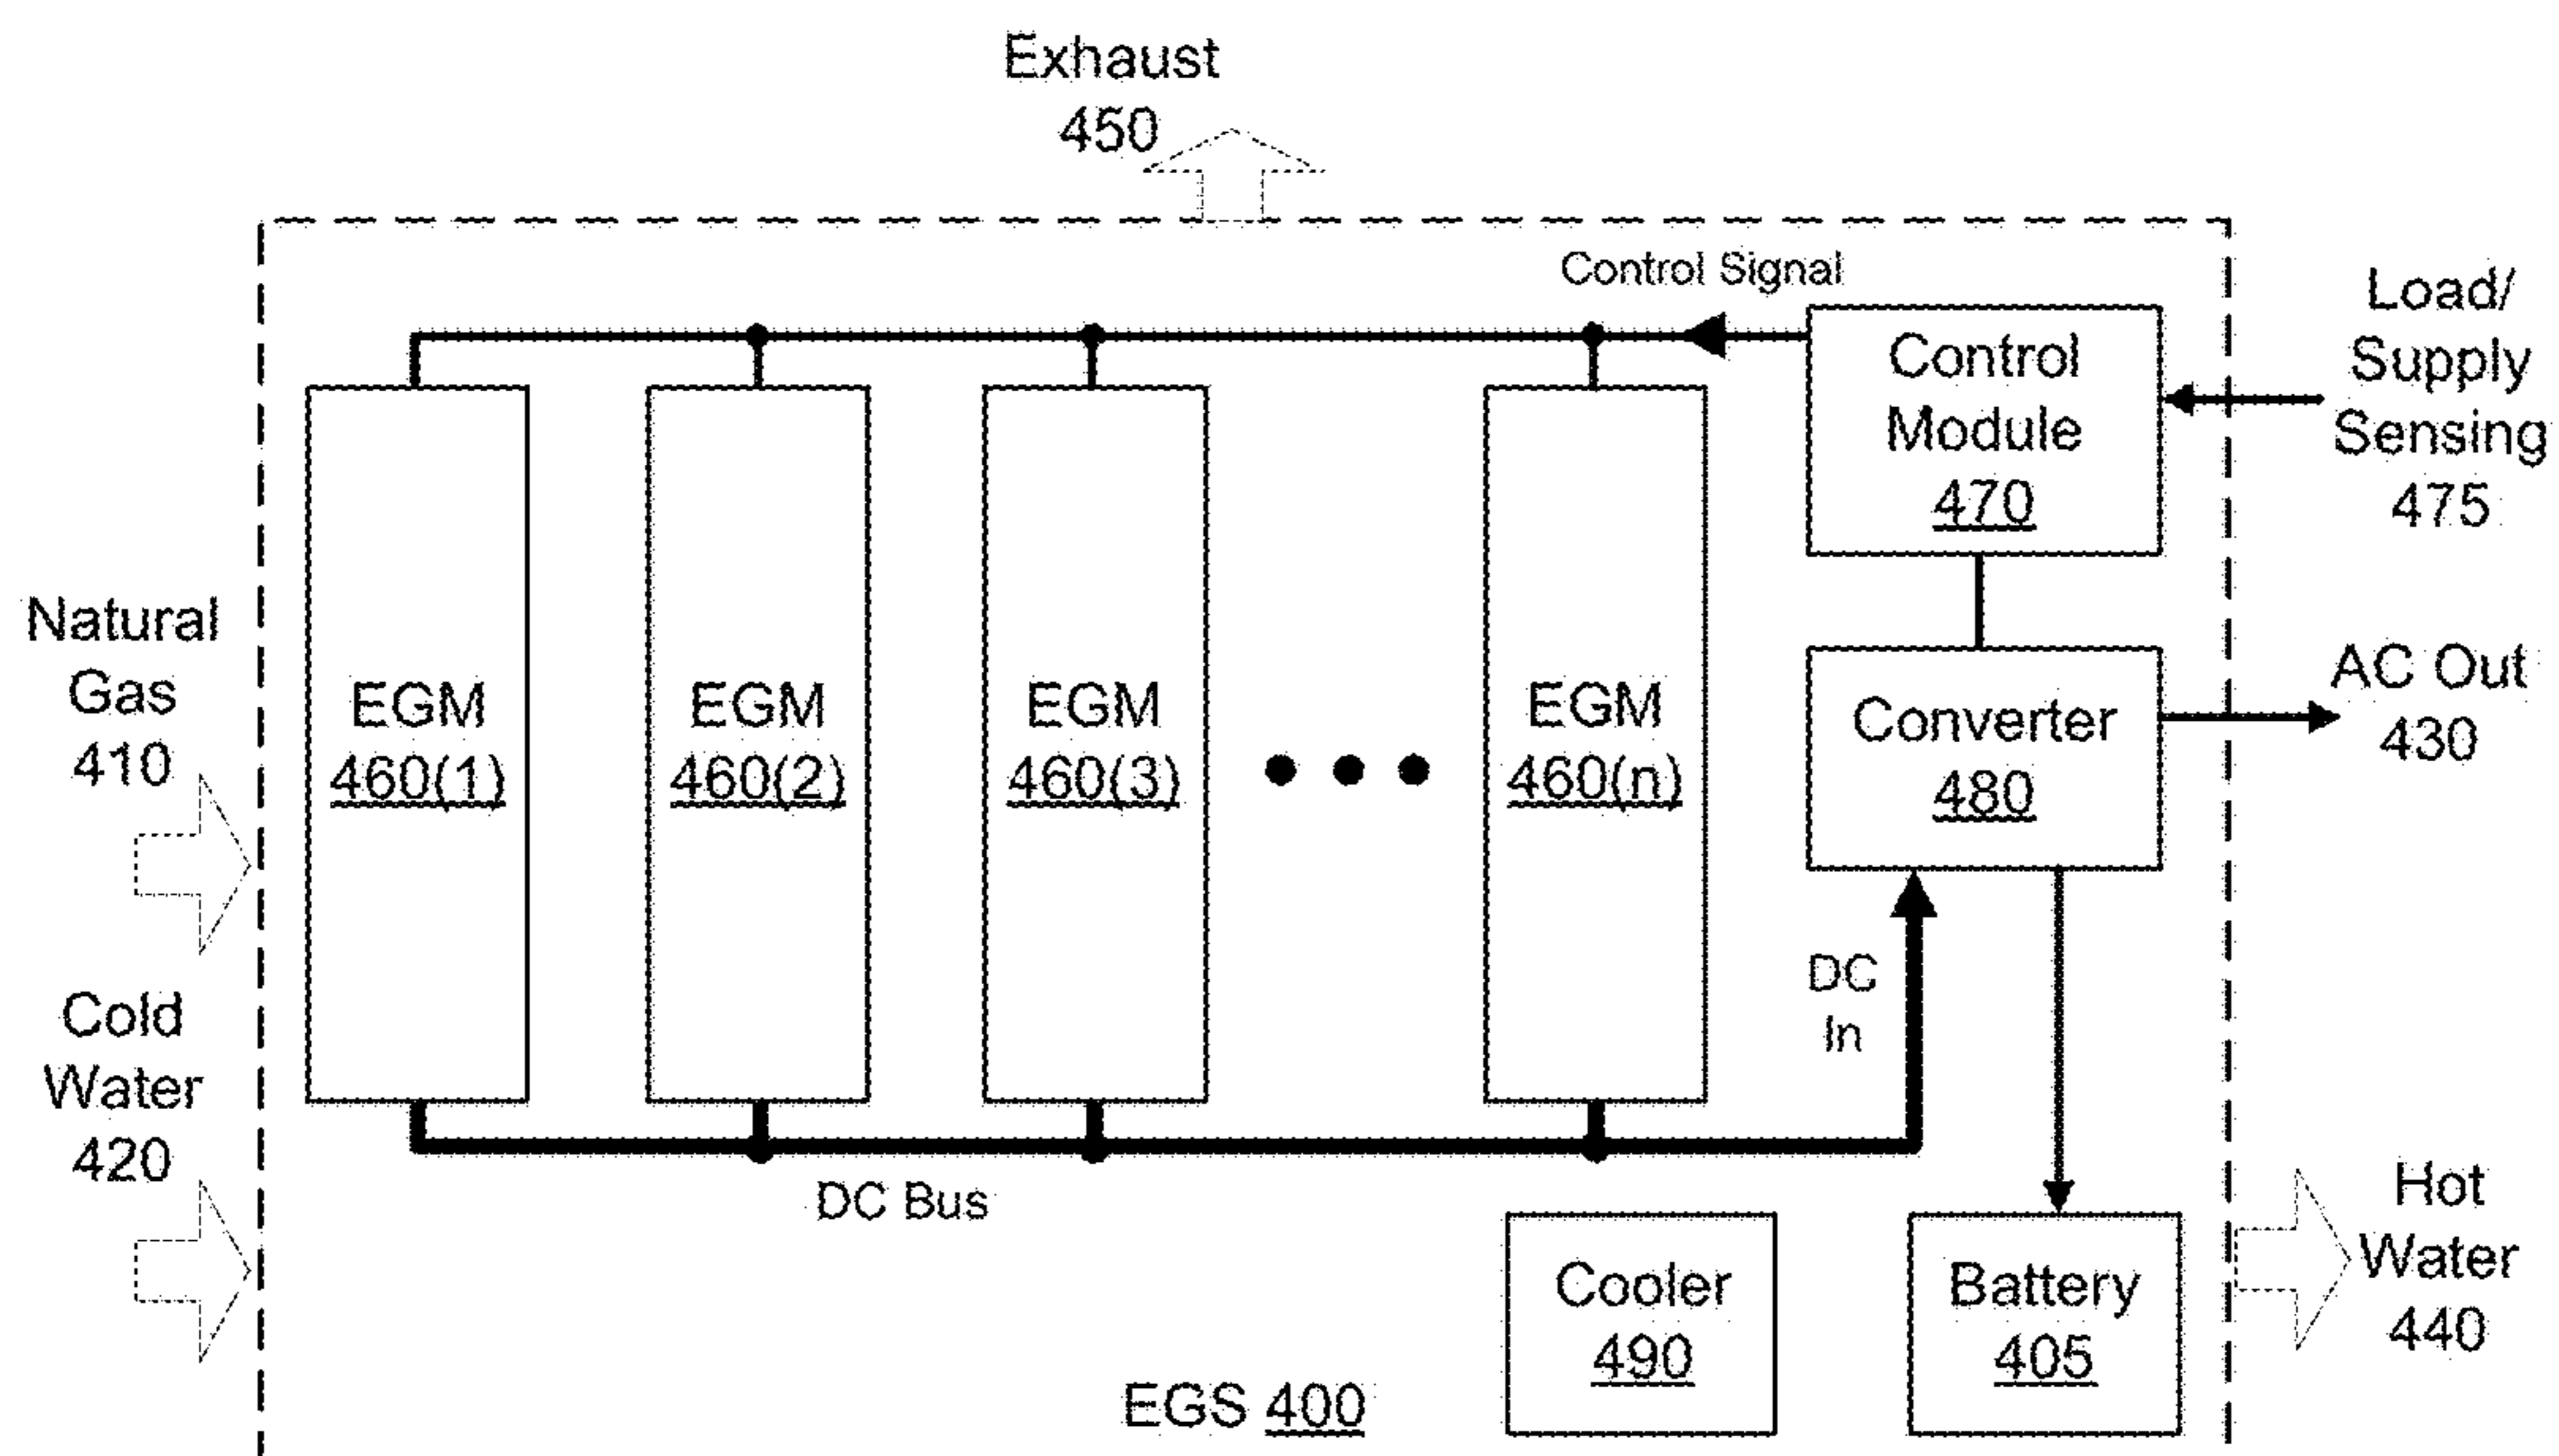 Exhaust
450
Control Signal
Control
Module
470
Load/
Supply
Sensing
475
Natural
Gas
410
EGM
460(1)
EGM
460(2)
EGM
460(3)
EGM
460(n)
Converter
480
AC Out
430
DC
In
Cold
Water
420
DC Bus
Cooler
490
Battery
405
Hot
Water
440
EGS 400